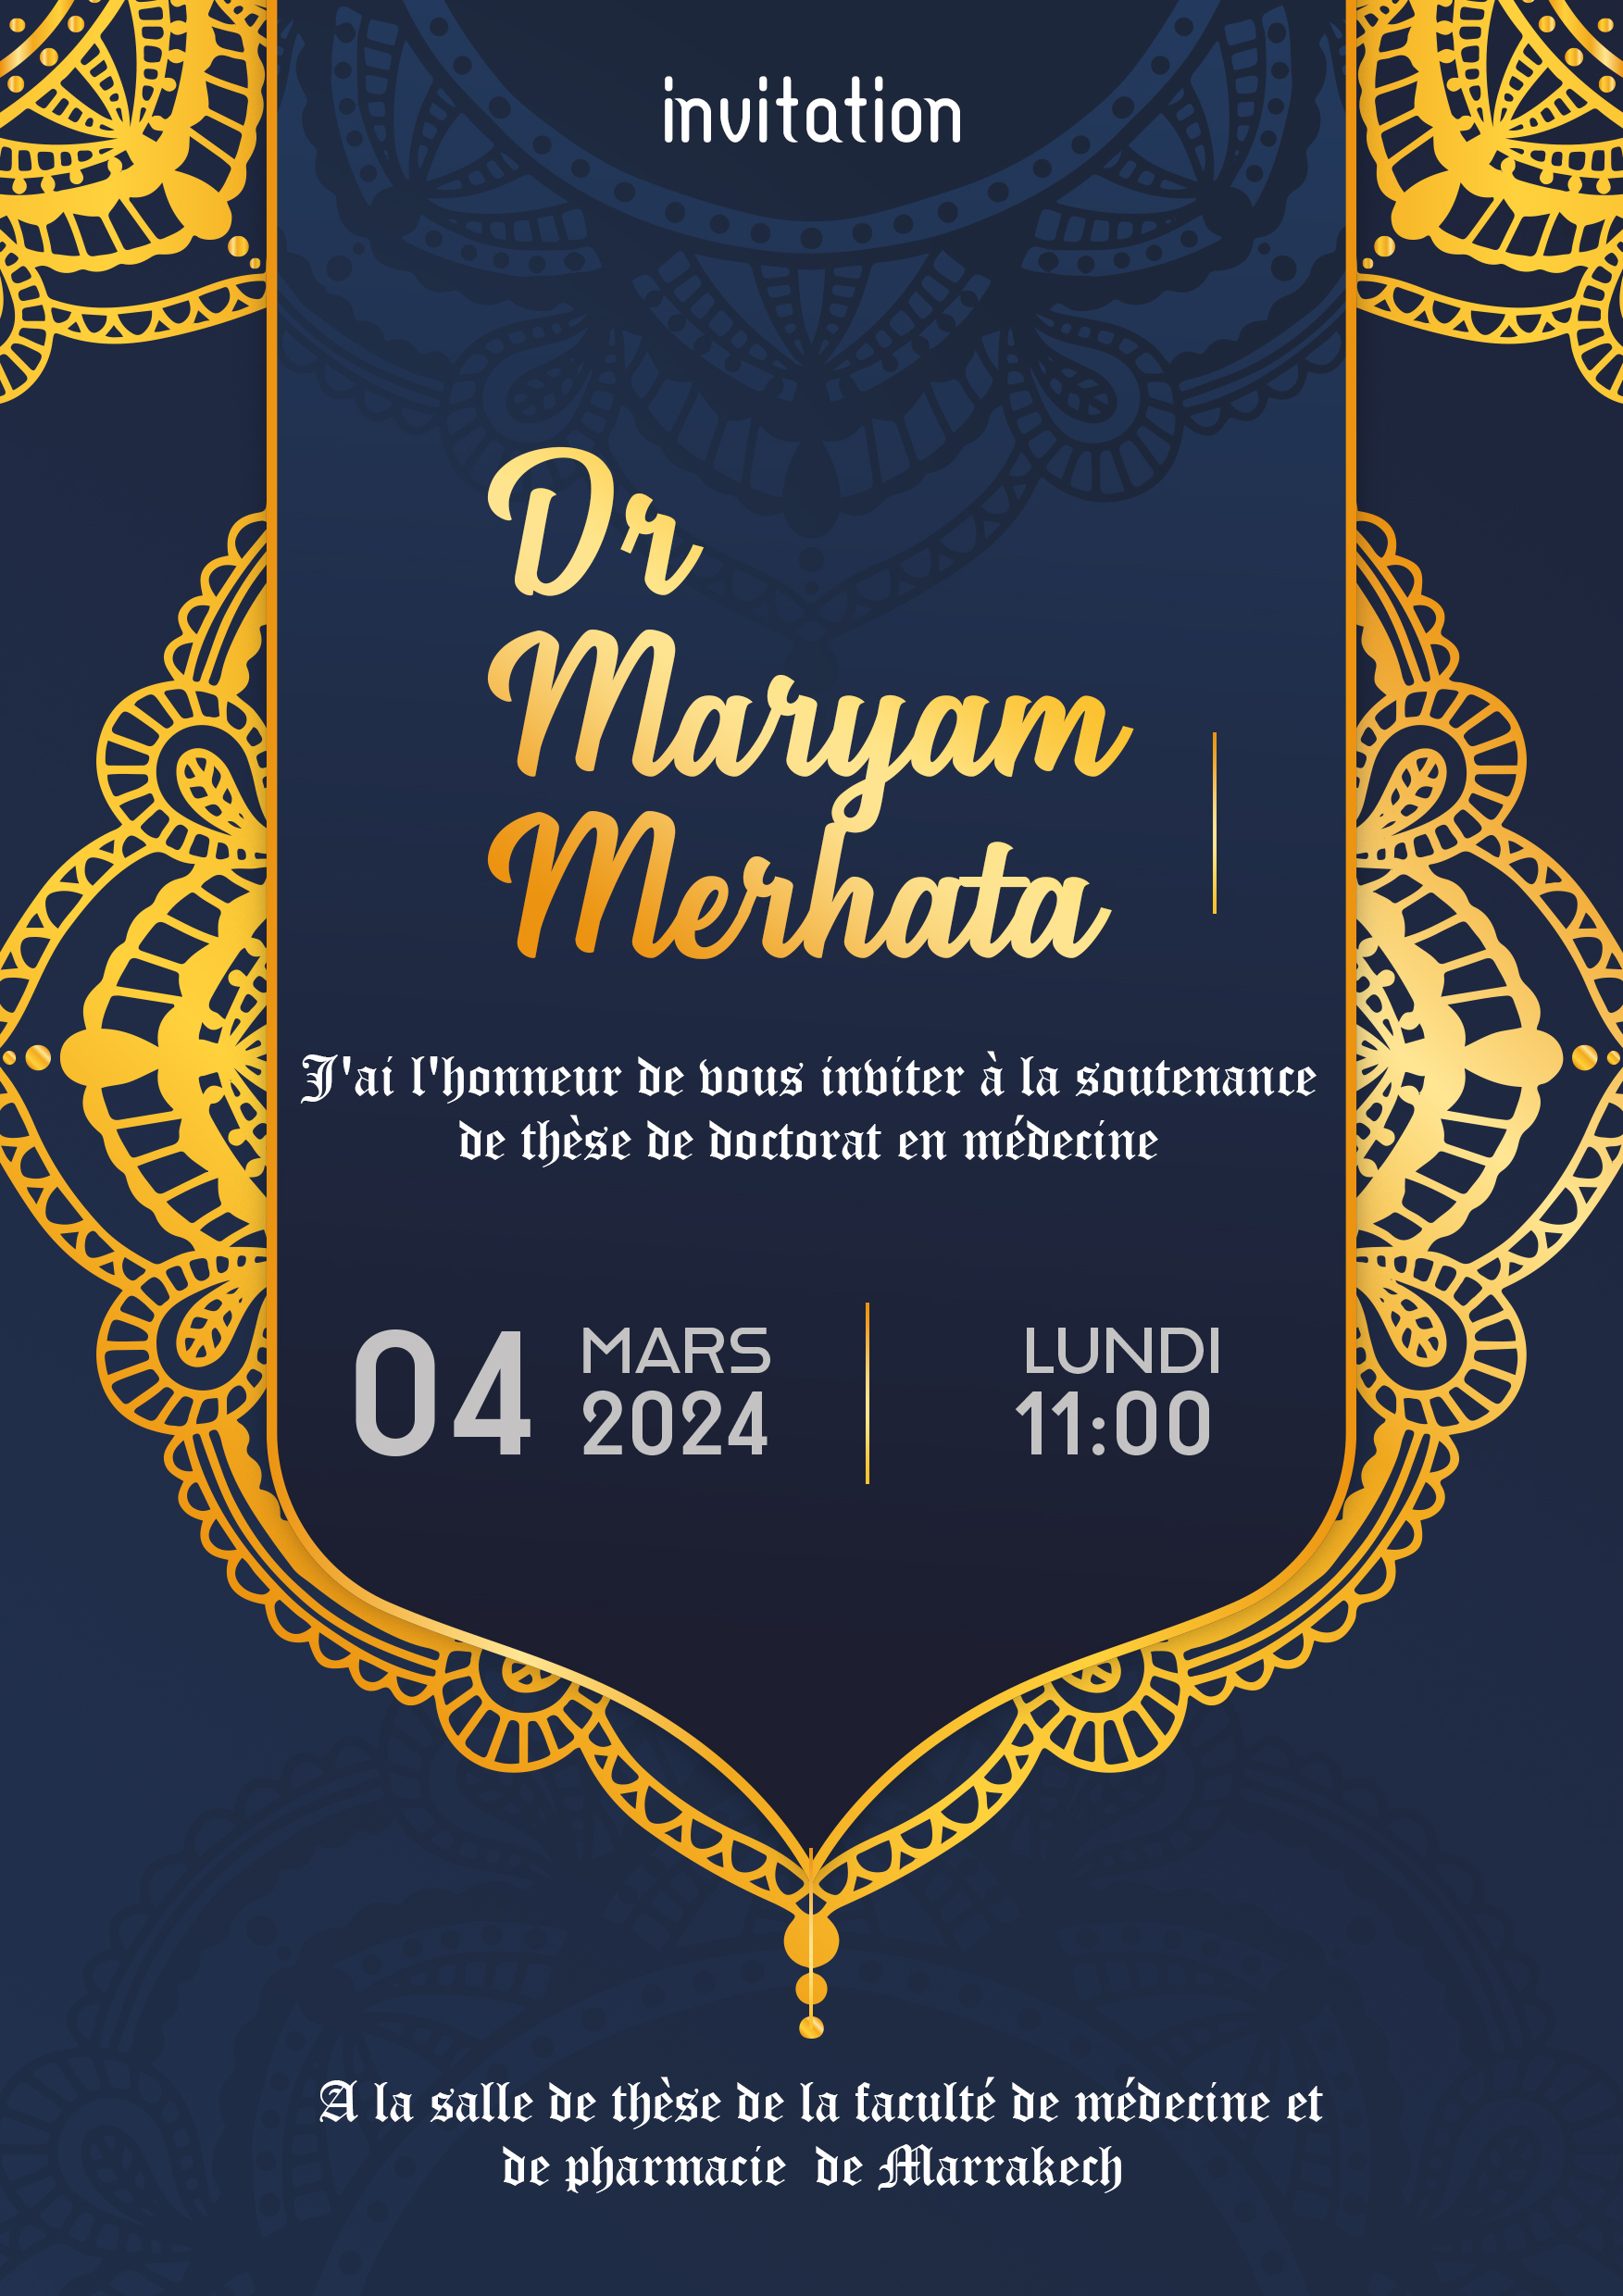 invitation
Dr
Maryam
Merhata
J'ai l'honneur de vous inviter à la soutenance
de thèse de doctorat en médecine
04 MARS 2024
LUNDI 11:00
A la salle de thèse de la faculté de médecine et
de pharmacie de Marrakech